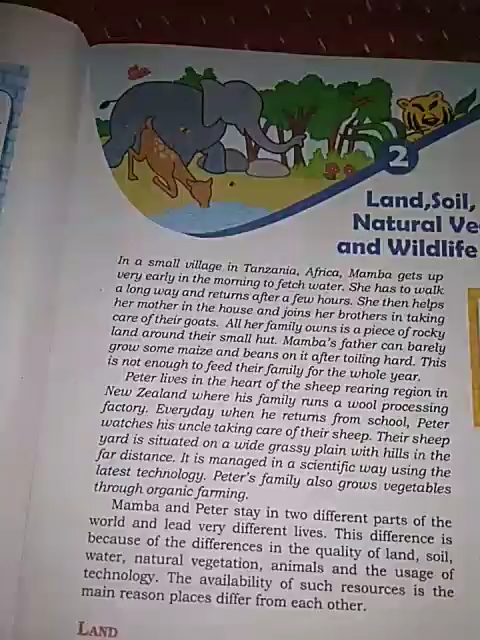 2
Land,Soil,
Natural Ve
and Wildlife
In a small village in Tanzania, Africa, Mamba gets up
very early in the morning to fetch water. She has to walk
a long way and returns after a few hours. She then helps
her mother in the house and joins her brothers in taking
care of their goats. All her family owns is a piece of rocky
land around their small hut. Mamba's father can barely
grow some maize and beans on it after toiling hard. This
is not enough to feed their family for the whole year.
Peter lives in the heart of the sheep rearing region in
New Zealand where his family runs a wool processing
factory. Everyday when he returns from school, Peter
watches his uncle taking care of their sheep. Their sheep
yard is situated on a wide grassy plain with hills in the
far distance. It is managed in a scientific way using the
latest technology. Peter's family also grows vegetables
through organic farming.
Mamba and Peter stay in two different parts of the
world and lead very different lives. This difference is
because of the differences in the quality of land, soil,
water, natural vegetation, animals and the usage of
technology. The availability of such resources is the
main reason places differ from each other.
LAND